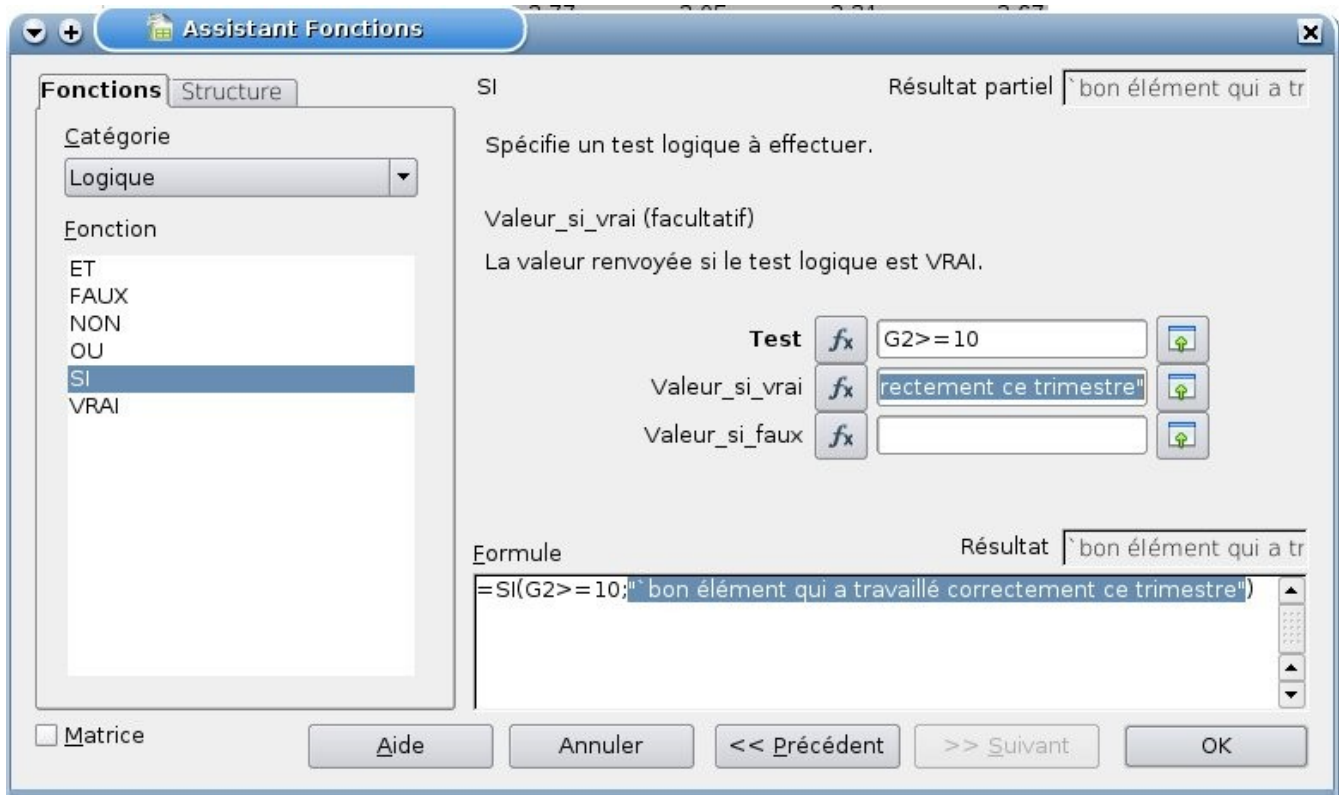 Assistant Fonctions
Fonctions Structure
Catégorie
Logique
Fonction
ET
FAUX
NON
OU
SI
VRAI
SI
Résultat partiel `bon élément qui a tr
Spécifie un test logique à effectuer.
Valeur_si_vrai (facultatif)
La valeur renvoyée si le test logique est VRAI.
Test fx G2>=10
Valeur_si_vrai fx rectement ce trimestre"
Valeur_si_faux fx
Formule
Résultat `bon élément qui a tr
=SI(G2>=10;"`bon élément qui a travaillé correctement ce trimestre")
Matrice
Aide
Annuler
<< Précédent
>> Suivant
OK